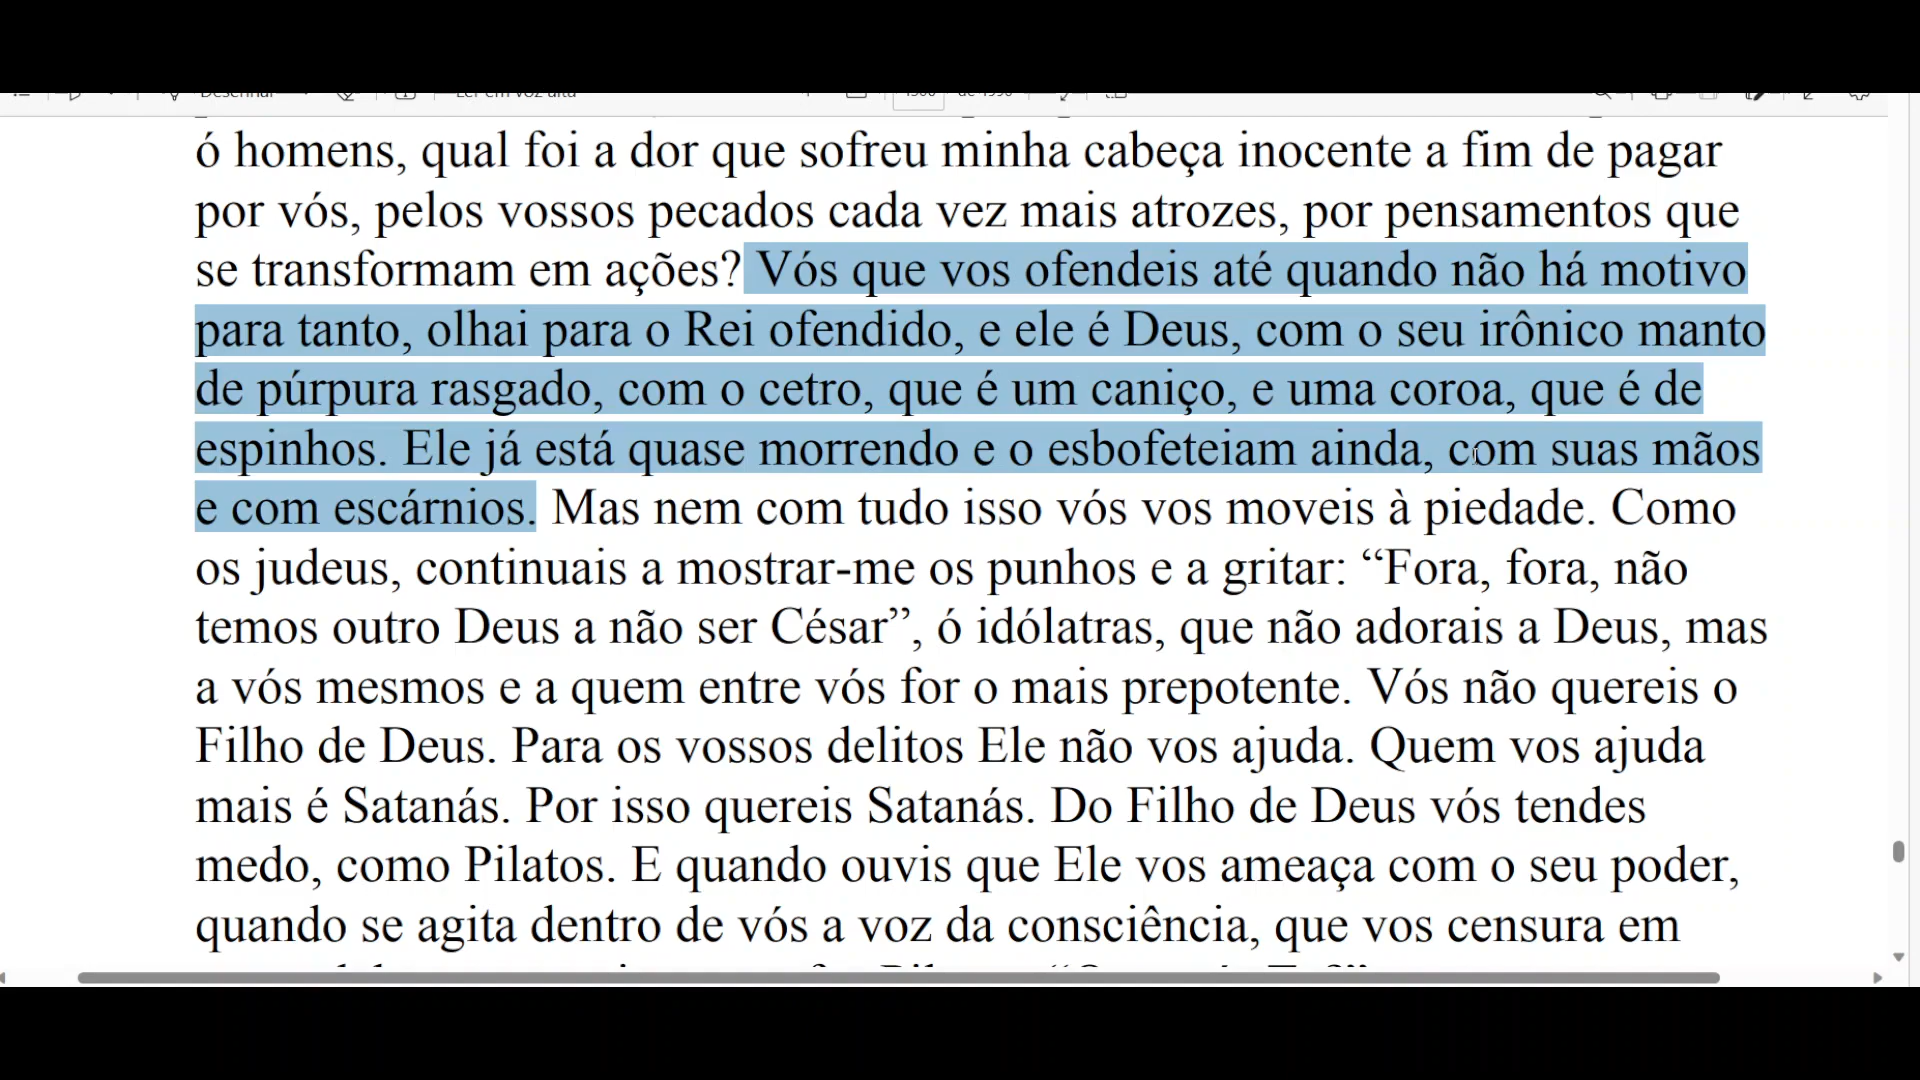 Desenhar Ler em voz alta de 4996
ó homens, qual foi a dor que sofreu minha cabeça inocente a fim de pagar
por vós, pelos vossos pecados cada vez mais atrozes, por pensamentos que
se transformam em ações? Vós que vos ofendeis até quando não há motivo
para tanto, olhai para o Rei ofendido, e ele é Deus, com o seu irônico manto
de púrpura rasgado, com o cetro, que é um caniço, e uma coroa, que é de
espinhos. Ele já está quase morrendo e o esbofeteiam ainda, com suas mãos
e com escárnios. Mas nem com tudo isso vós vos moveis à piedade. Como
os judeus, continuais a mostrar-me os punhos e a gritar: “Fora, fora, não
temos outro Deus a não ser César”, ó idólatras, que não adorais a Deus, mas
a vós mesmos e a quem entre vós for o mais prepotente. Vós não quereis o
Filho de Deus. Para os vossos delitos Ele não vos ajuda. Quem vos ajuda
mais é Satanás. Por isso quereis Satanás. Do Filho de Deus vós tendes
medo, como Pilatos. E quando ouvis que Ele vos ameaça com o seu poder,
quando se agita dentro de vós a voz da consciência, que vos censura em